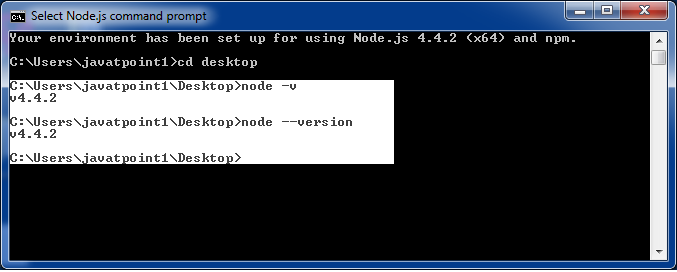 Select Node.js command prompt
Your environment has been set up for using Node.js 4.4.2 (x64) and npm.
C:\Users\javatpoint1>cd desktop
C:\Users\javatpoint1\Desktop>node -v
v4.4.2
C:\Users\javatpoint1\Desktop>node --version
v4.4.2
C:\Users\javatpoint1\Desktop>